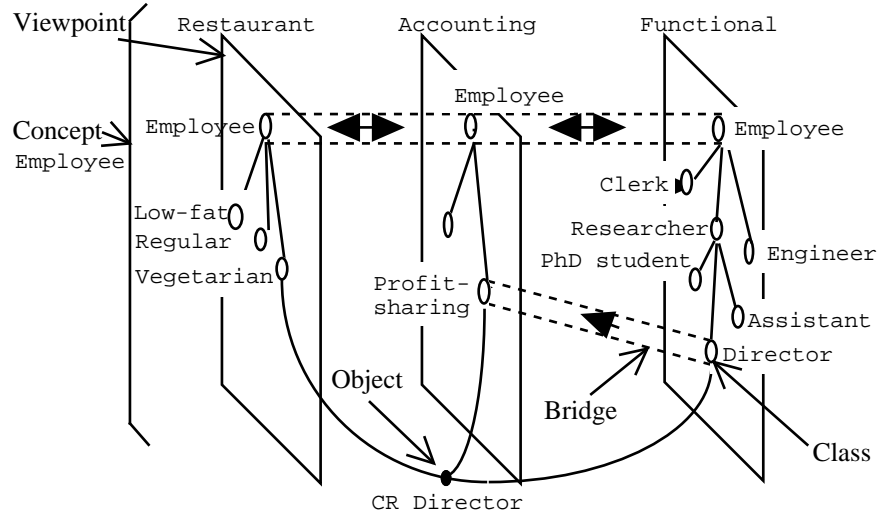 Viewpoint
Restaurant
Accounting
Functional
Employee
Concept
Employee
Employee
Employee
Clerk
Low-fat
Regular
Vegetarian
Researcher
PhD student
Engineer
Profit-
sharing
Assistant
Director
Object
Bridge
Class
CR Director